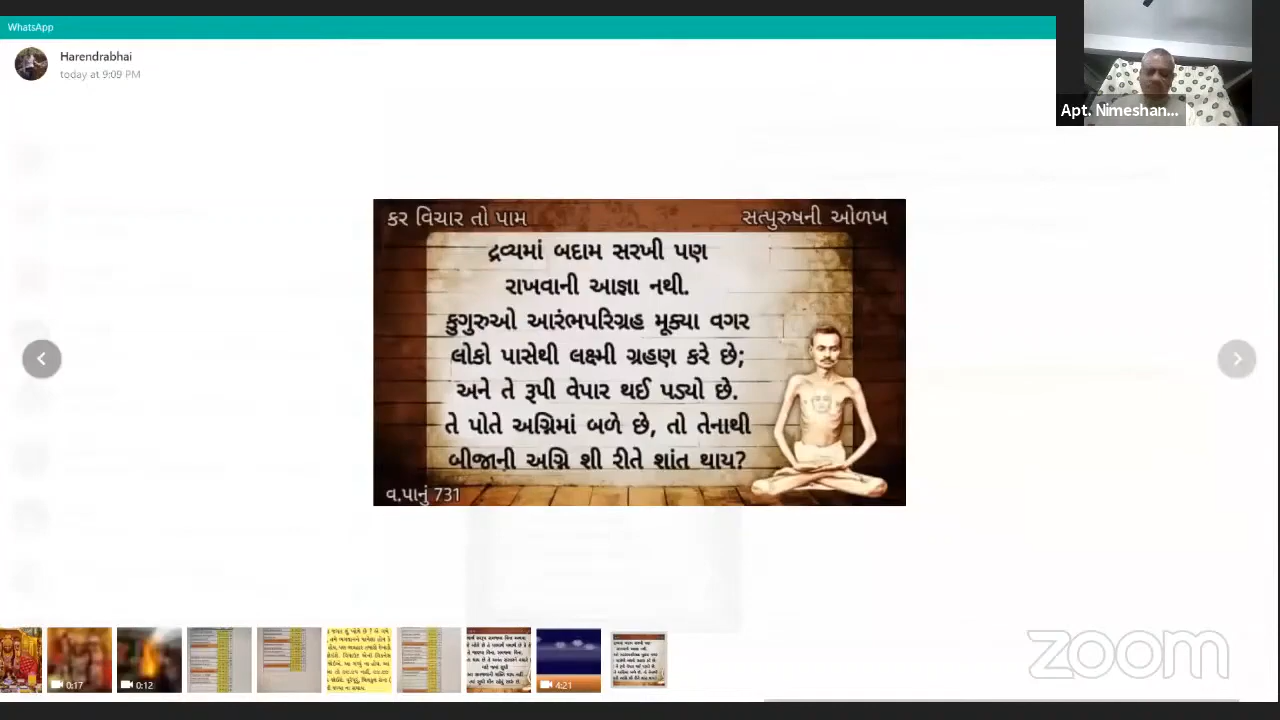 WhatsApp
Harendrabhai
today at 9:09 PM
Apt. Nimeshan...
કર વિચાર તો પામ
સત્પુરુષની ઓળખ
દ્રવ્યમાં બદામ સરખી પણ
રાખવાની આજ્ઞા નથી.
કુગુરુઓ આરંભપરિગ્રહ મૂક્યા વગર
લોકો પાસેથી લક્ષ્મી ગ્રહણ કરે છે;
અને તે રૂપી વેપાર થઈ પડ્યો છે.
તે પોતે અગ્નિમાં બળે છે, તો તેનાથી
બીજાની અગ્નિ શી રીતે શાંત થાય?
વ.પાનું 731
0:17
0:12
4:21
zoom